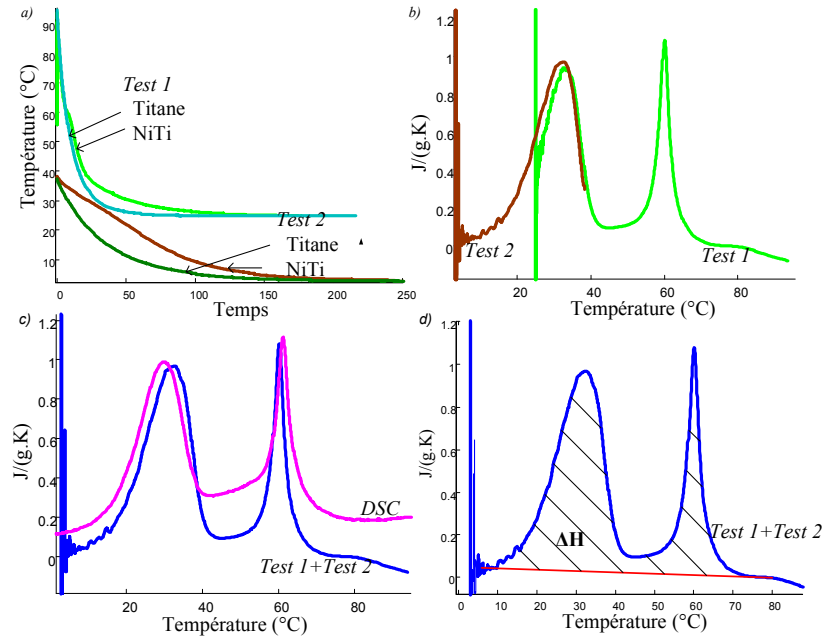 a)
Température (°C)
90
80
70
60
50
40
30
20
10
Test 1
Titane
NiTi
Test 2
Titane
NiTi
0
50
100
150
200
250
Temps
b)
J/(g.K)
1.2
1
0.8
0.6
0.4
0.2
0
Test 2
Test 1
20
40
60
80
Température (°C)
c)
J/(g.K)
1.2
1
0.8
0.6
0.4
0.2
0
DSC
Test 1+Test 2
20
40
60
80
Température (°C)
d)
J/(g.K)
1.2
1
0.8
0.6
0.4
0.2
0
ΔH
Test 1+Test 2
0
10
20
30
40
50
60
70
80
Température (°C)